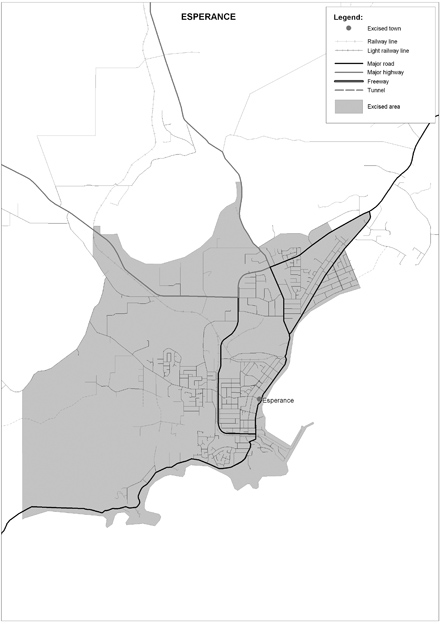 ESPERANCE
Legend:
Excised town
Railway line
Light railway line
Major road
Major highway
Freeway
Tunnel
Excised area
Esperance